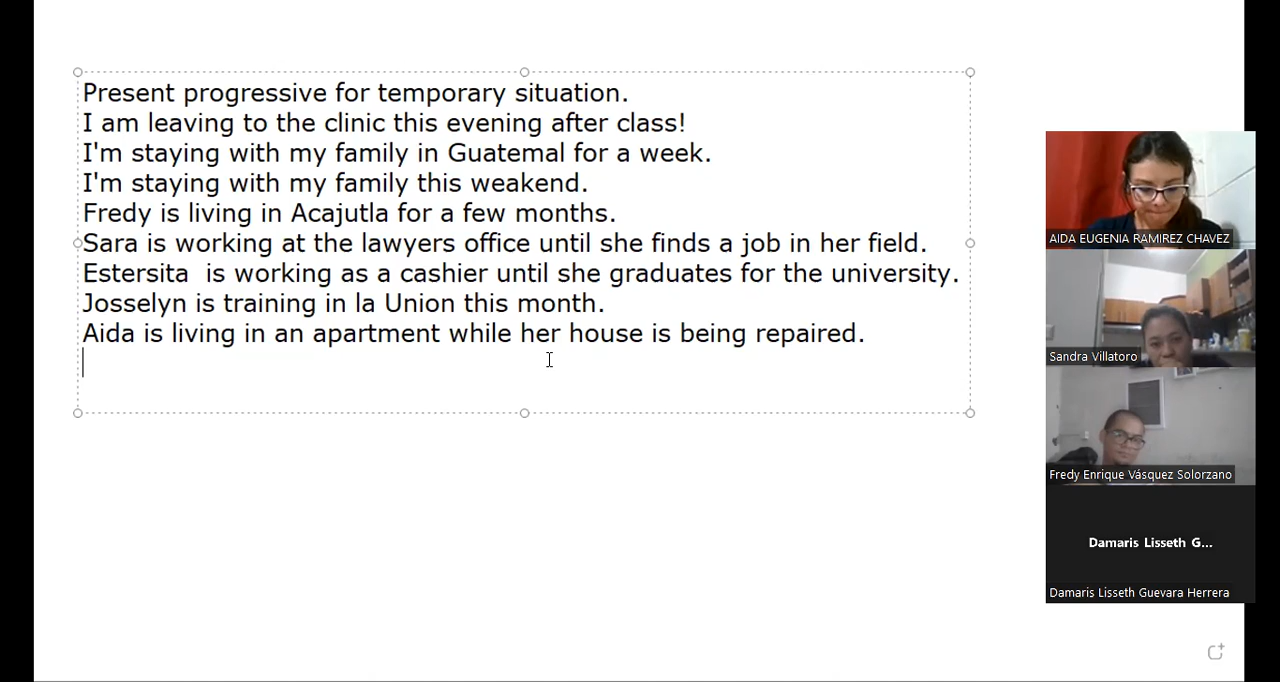 Present progressive for temporary situation.
I am leaving to the clinic this evening after class!
I'm staying with my family in Guatemal for a week.
I'm staying with my family this weakend.
Fredy is living in Acajutla for a few months.
Sara is working at the lawyers office until she finds a job in her field.
Estersita  is working as a cashier until she graduates for the university.
Josselyn is training in la Union this month.
Aida is living in an apartment while her house is being repaired.
AIDA EUGENIA RAMIREZ CHAVEZ
Sandra Villatoro
Fredy Enrique Vásquez Solorzano
Damaris Lisseth G...
Damaris Lisseth Guevara Herrera